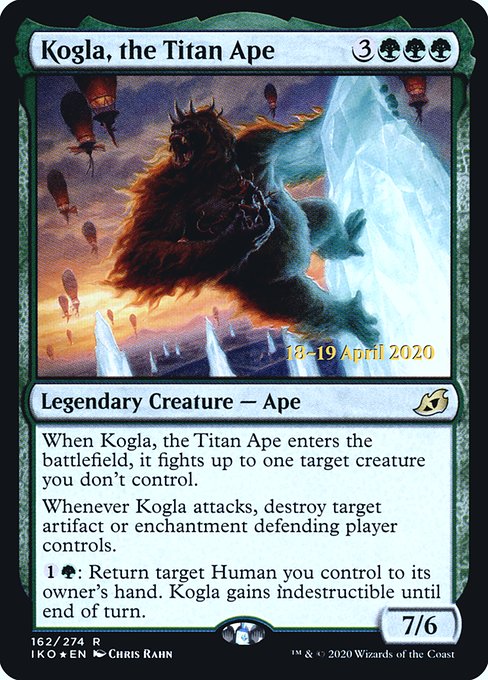 Kogla, the Titan Ape 3
18–19 April 2020
Legendary Creature — Ape
When Kogla, the Titan Ape enters the
battlefield, it fights up to one target creature
you don't control.
Whenever Kogla attacks, destroy target
artifact or enchantment defending player
controls.
1 : Return target Human you control to its
owner's hand. Kogla gains indestructible until
end of turn.
7/6
162/274 R
IKO★EN Chris Rahn
™ & © 2020 Wizards of the Coast